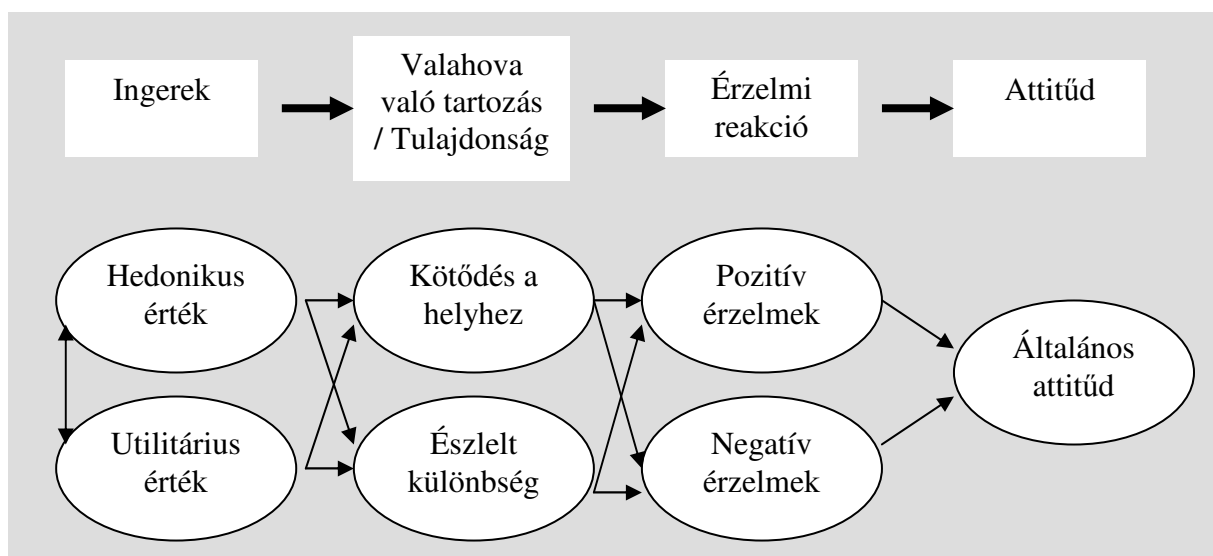 Ingerek
Valahova
való tartozás
/ Tulajdonság
Érzelmi
reakció
Attitűd
Hedonikus
érték
Kötődés a
helyhez
Pozitív
érzelmek
Általános
attitűd
Utilitárius
érték
Észlelt
különbség
Negatív
érzelmek